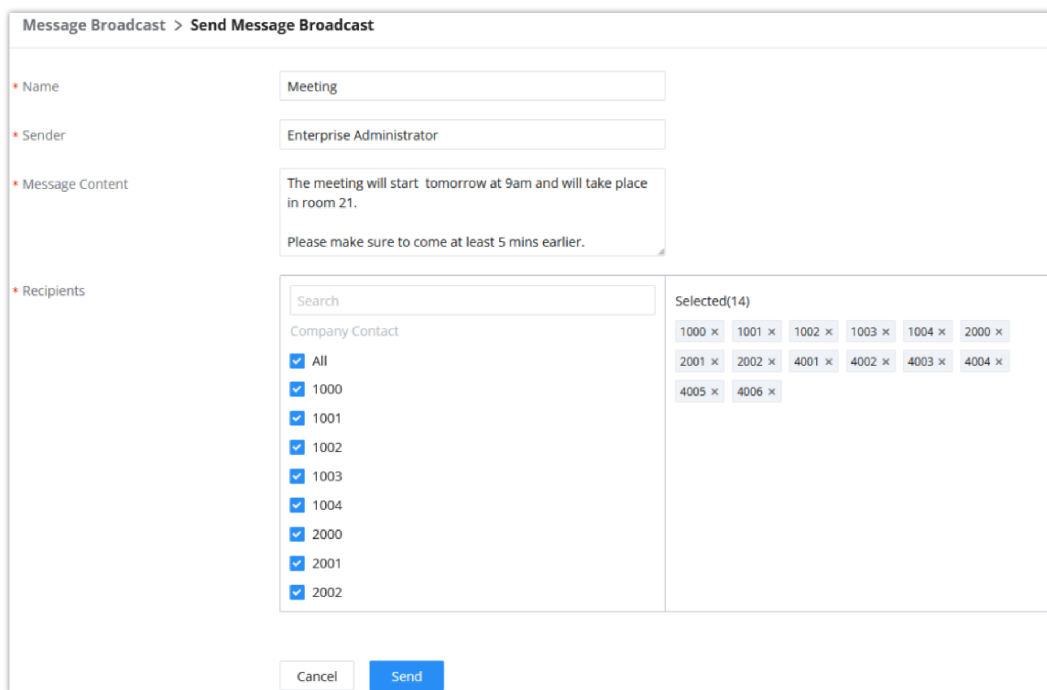 Message Broadcast > Send Message Broadcast
* Name
Meeting
* Sender
Enterprise Administrator
* Message Content
The meeting will start  tomorrow at 9am and will take place
in room 21.
Please make sure to come at least 5 mins earlier.
* Recipients
Search
Company Contact
All
1000
1001
1002
1003
1004
2000
2001
2002
Selected(14)
1000 × 1001 × 1002 × 1003 × 1004 × 2000 ×
2001 × 2002 × 4001 × 4002 × 4003 × 4004 ×
4005 × 4006 ×
Cancel Send